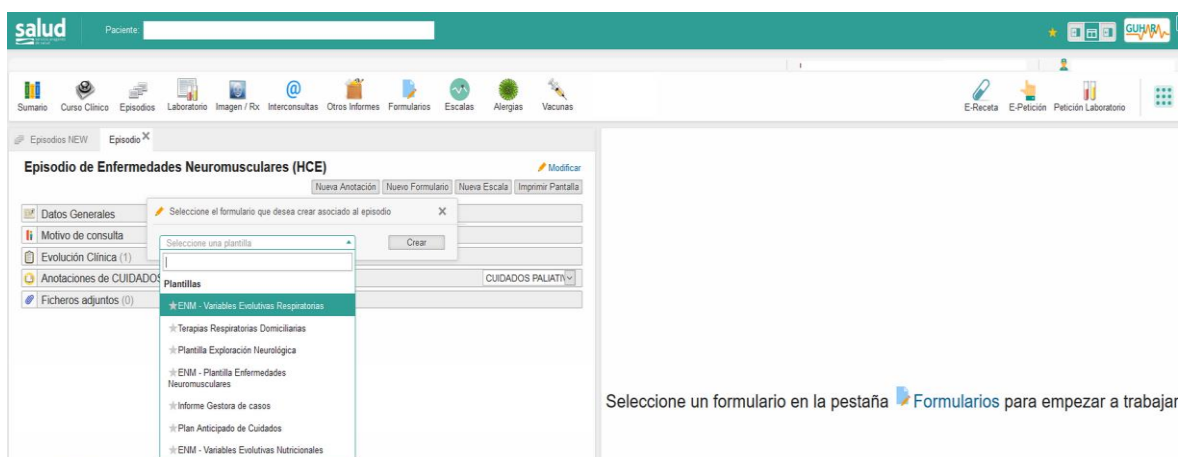 salud
Paciente:
GUHARA
Sumario Curso Clínico Episodios Laboratorio Imagen / Rx Interconsultas Otros Informes Formularios Escalas Alergias Vacunas
E-Receta E-Petición Petición Laboratorio
Episodios NEW Episodio X
Episodio de Enfermedades Neuromusculares (HCE)
Modificar
Nueva Anotación Nuevo Formulario Nueva Escala Imprimir Pantalla
Datos Generales
Seleccione el formulario que desea crear asociado al episodio X
Motivo de consulta
Seleccione una plantilla Crear
Evolución Clínica (1)
Anotaciones de CUIDADOS
CUIDADOS PALIATIV
Plantillas
Ficheros adjuntos (0)
ENM - Variables Evolutivas Respiratorias
Terapias Respiratorias Domiciliarias
Plantilla Exploración Neurológica
ENM - Plantilla Enfermedades
Neuromusculares
Informe Gestora de casos
Plan Anticipado de Cuidados
ENM - Variables Evolutivas Nutricionales
Seleccione un formulario en la pestaña Formularios para empezar a trabajar